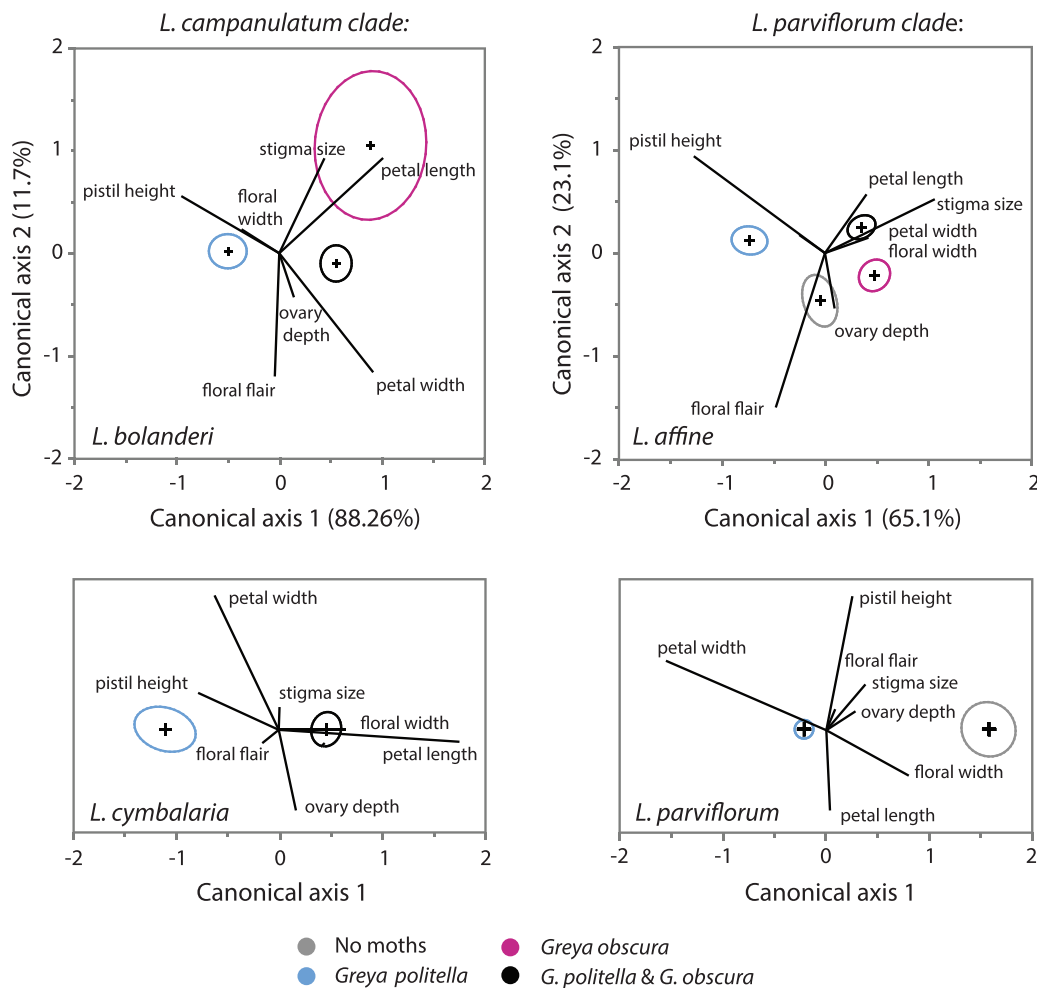 L. campanulatum clade:
L. parviflorum clade:
2
1
0
-1
-2
Canonical axis 2 (11.7%)
stigma size
petal length
pistil height
floral
width
ovary
depth
floral flair
petal width
L. bolanderi
-2
-1
0
1
2
Canonical axis 1 (88.26%)
2
1
0
-1
-2
Canonical axis 2 (23.1%)
pistil height
petal length
stigma size
petal width
floral width
ovary depth
floral flair
L. affine
-2
-1
0
1
2
Canonical axis 1 (65.1%)
petal width
pistil height
stigma size
floral width
floral flair
petal length
ovary depth
L. cymbalaria
-2
-1
0
1
2
Canonical axis 1
pistil height
petal width
floral flair
stigma size
ovary depth
floral width
petal length
L. parviflorum
-2
-1
0
1
2
Canonical axis 1
No moths
Greya obscura
Greya politella
G. politella & G. obscura